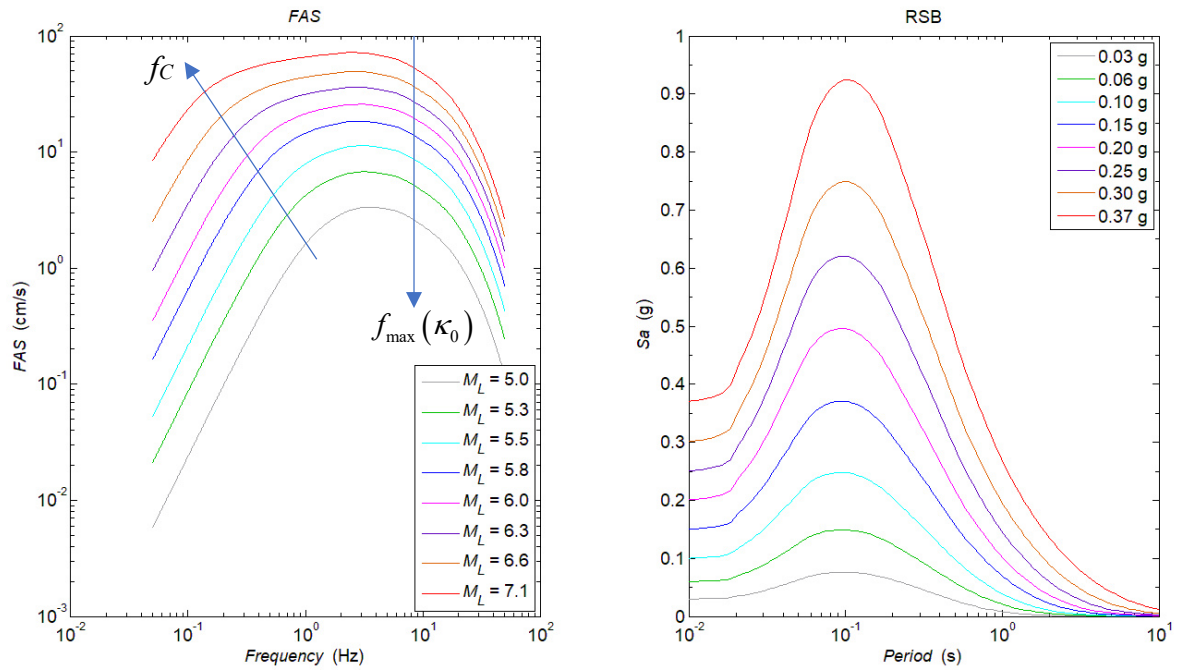 FAS
10^2
10^1
10^0
10^-1
10^-2
10^-3
FAS (cm/s)
f_C
f_max (κ_0)
M_L = 5.0
M_L = 5.3
M_L = 5.5
M_L = 5.8
M_L = 6.0
M_L = 6.3
M_L = 6.6
M_L = 7.1
10^-2
10^-1
10^0
10^1
10^2
Frequency (Hz)
RSB
1
0.9
0.8
0.7
0.6
0.5
0.4
0.3
0.2
0.1
0
Sa (g)
0.03 g
0.06 g
0.10 g
0.15 g
0.20 g
0.25 g
0.30 g
0.37 g
10^-2
10^-1
10^0
10^1
Period (s)